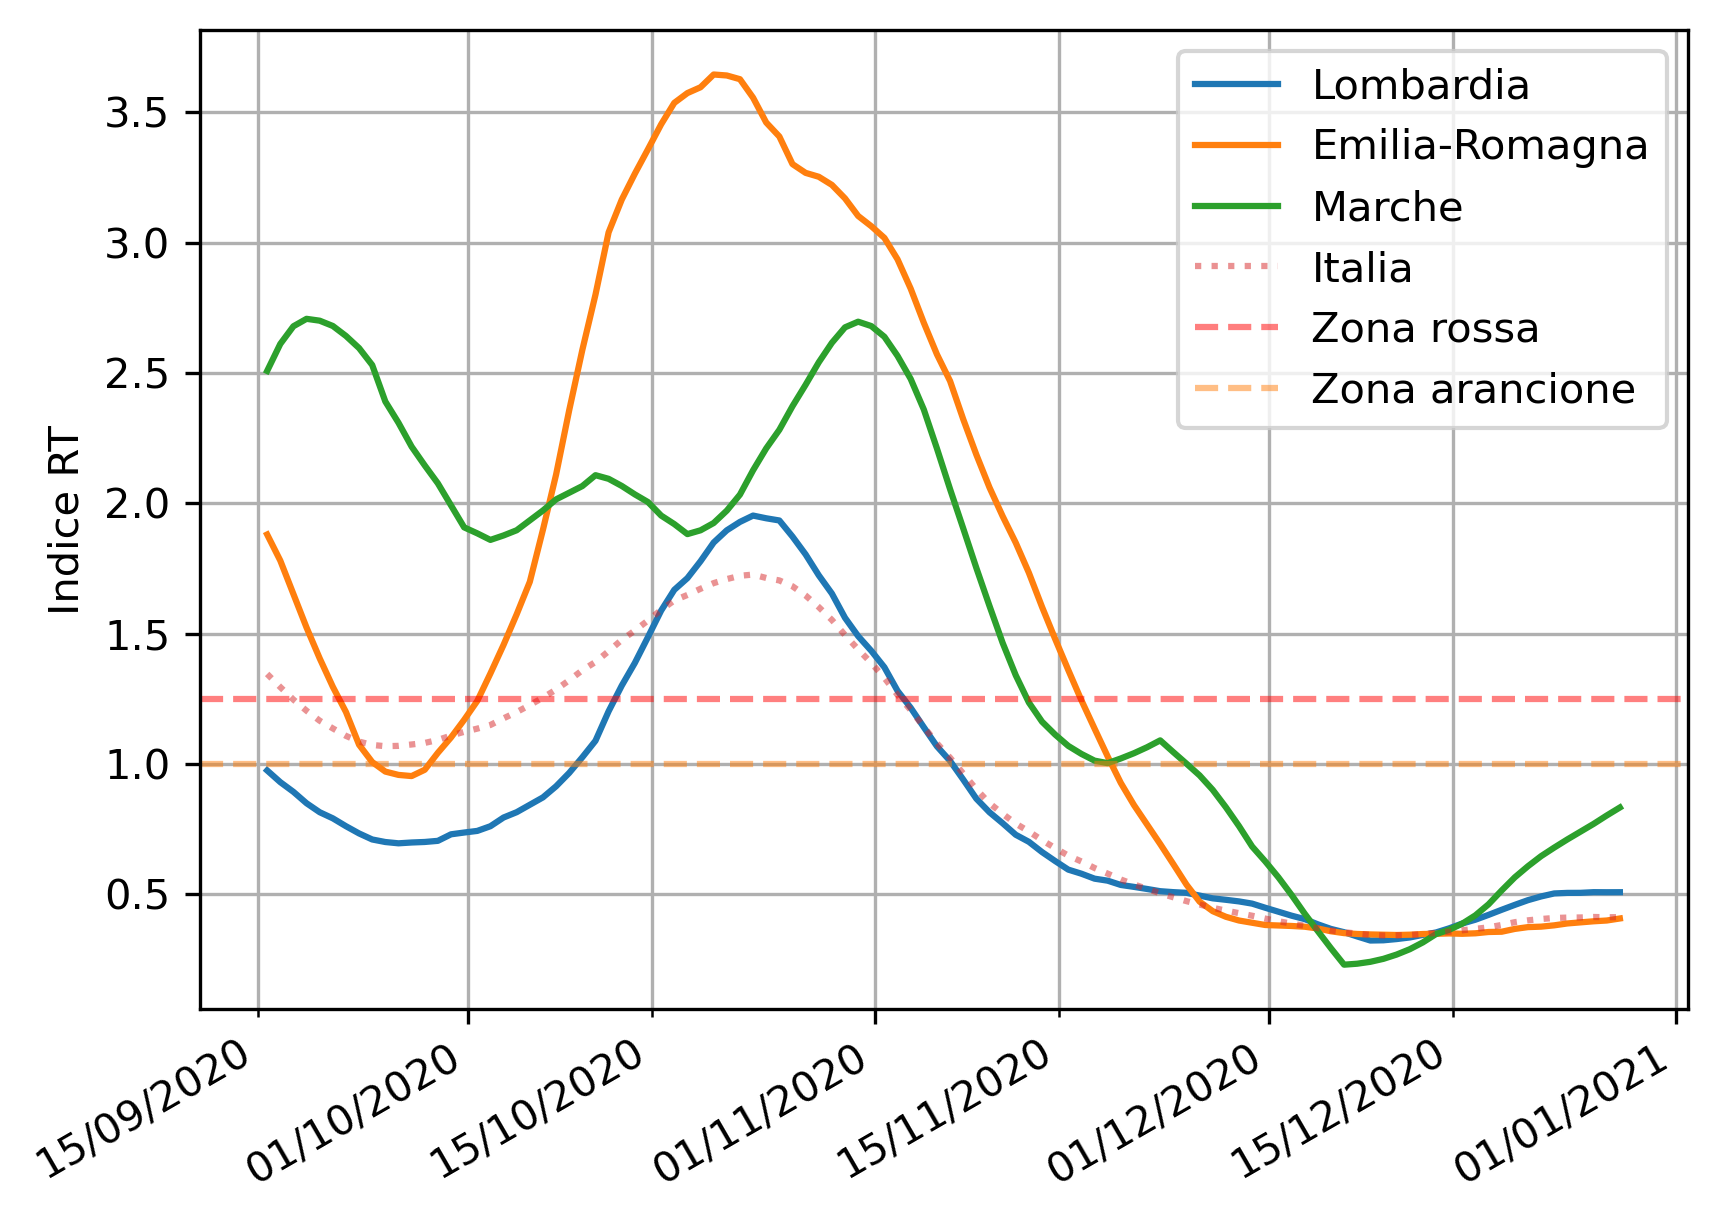 Lombardia
Emilia-Romagna
Marche
Italia
Zona rossa
Zona arancione
Indice RT
3.5
3.0
2.5
2.0
1.5
1.0
0.5
15/09/2020
01/10/2020
15/10/2020
01/11/2020
15/11/2020
01/12/2020
15/12/2020
01/01/2021